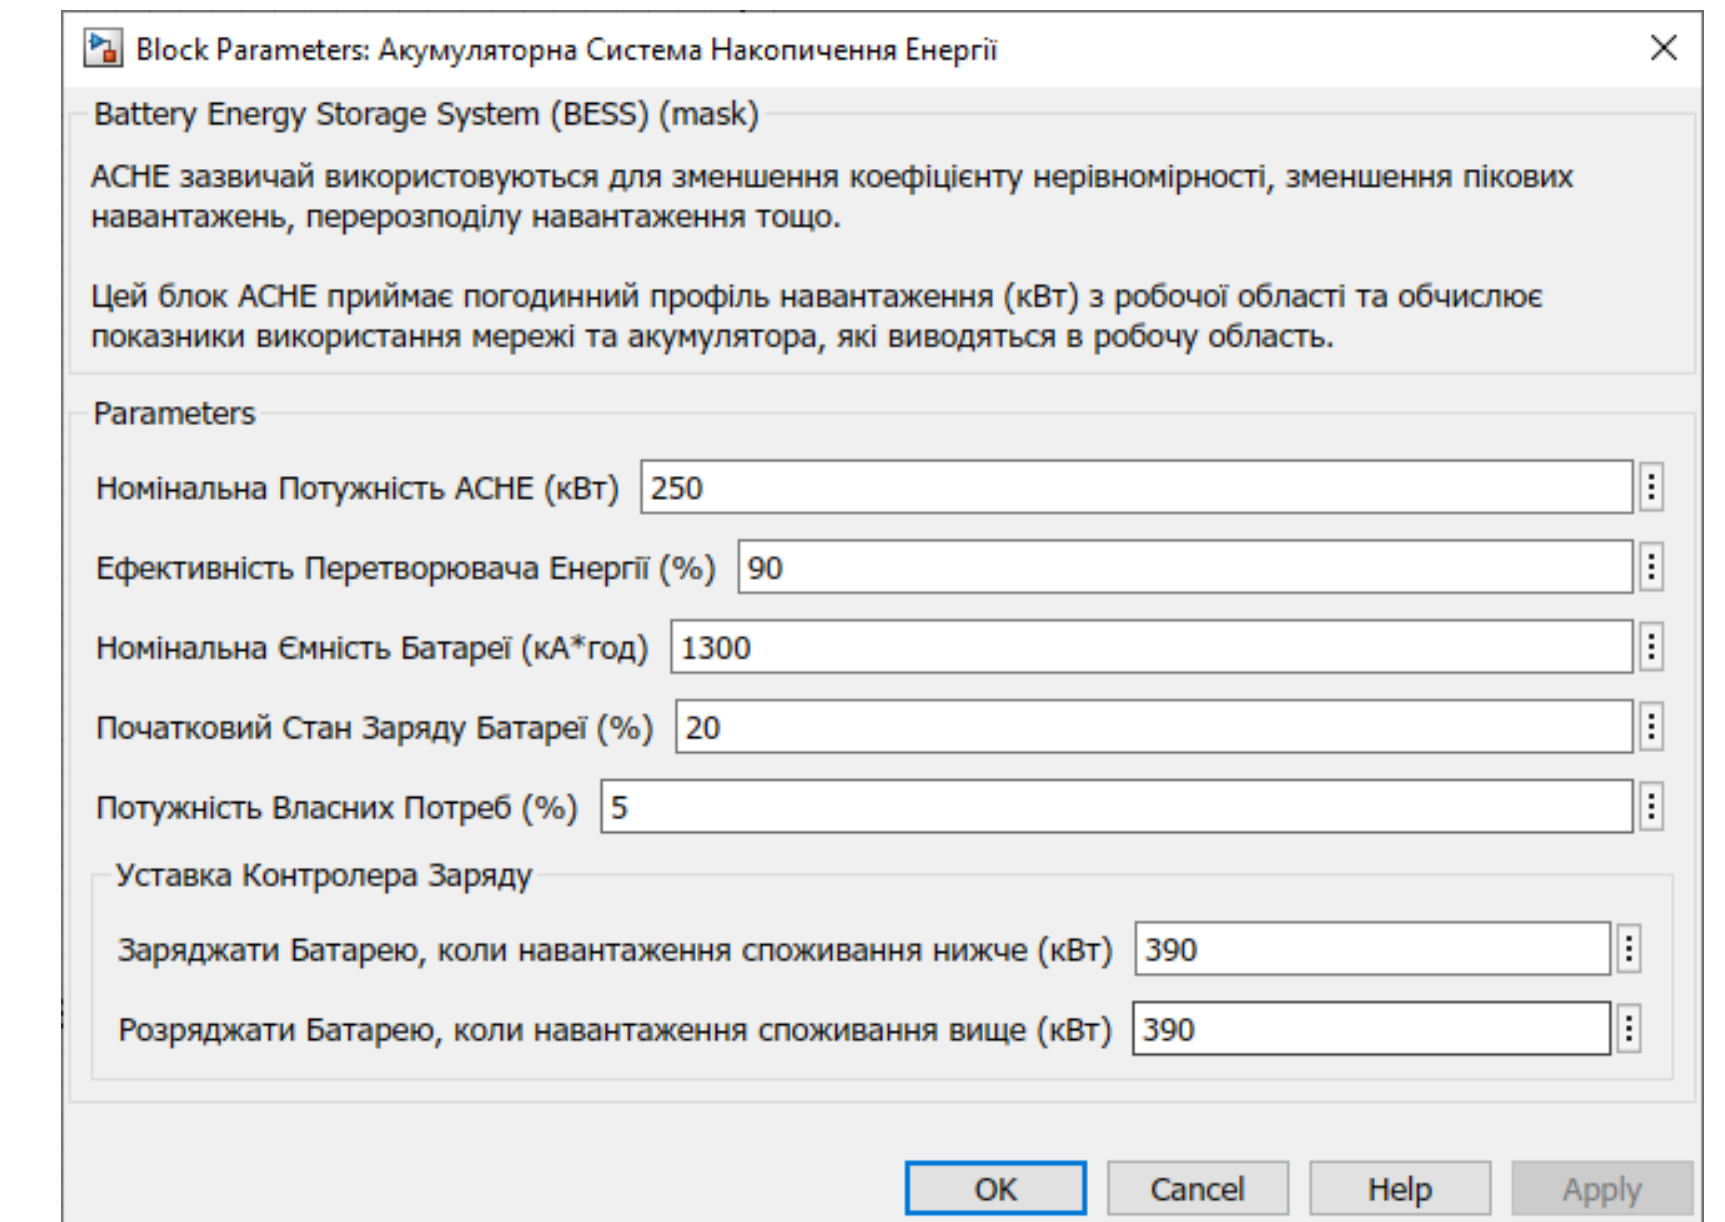 Block Parameters: Акумуляторна Система Накопичення Енергії
Battery Energy Storage System (BESS) (mask)
АСНЕ зазвичай використовуються для зменшення коефіцієнту нерівномірності, зменшення пікових
навантажень, перерозподілу навантаження тощо.
Цей блок АСНЕ приймає погодинний профіль навантаження (кВт) з робочої області та обчислює
показники використання мережі та акумулятора, які виводяться в робочу область.
Parameters
Номінальна Потужність АСНЕ (кВт) 250
Ефективність Перетворювача Енергії (%) 90
Номінальна Ємність Батареї (кА*год) 1300
Початковий Стан Заряду Батареї (%) 20
Потужність Власних Потреб (%) 5
Уставка Контролера Заряду
Заряджати Батарею, коли навантаження споживання нижче (кВт) 390
Розряджати Батарею, коли навантаження споживання вище (кВт) 390
OK Cancel Help Apply